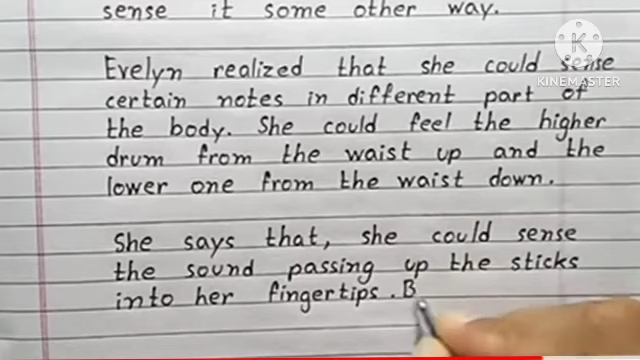 sense it some other way.
Evelyn realized that she could sense
certain notes in different part of
the body. She could feel the higher
drum from the waist up and the
lower one from the waist down.
She says that, she could sense
the sound passing up the sticks
into her fingertips. B
KINEMASTER